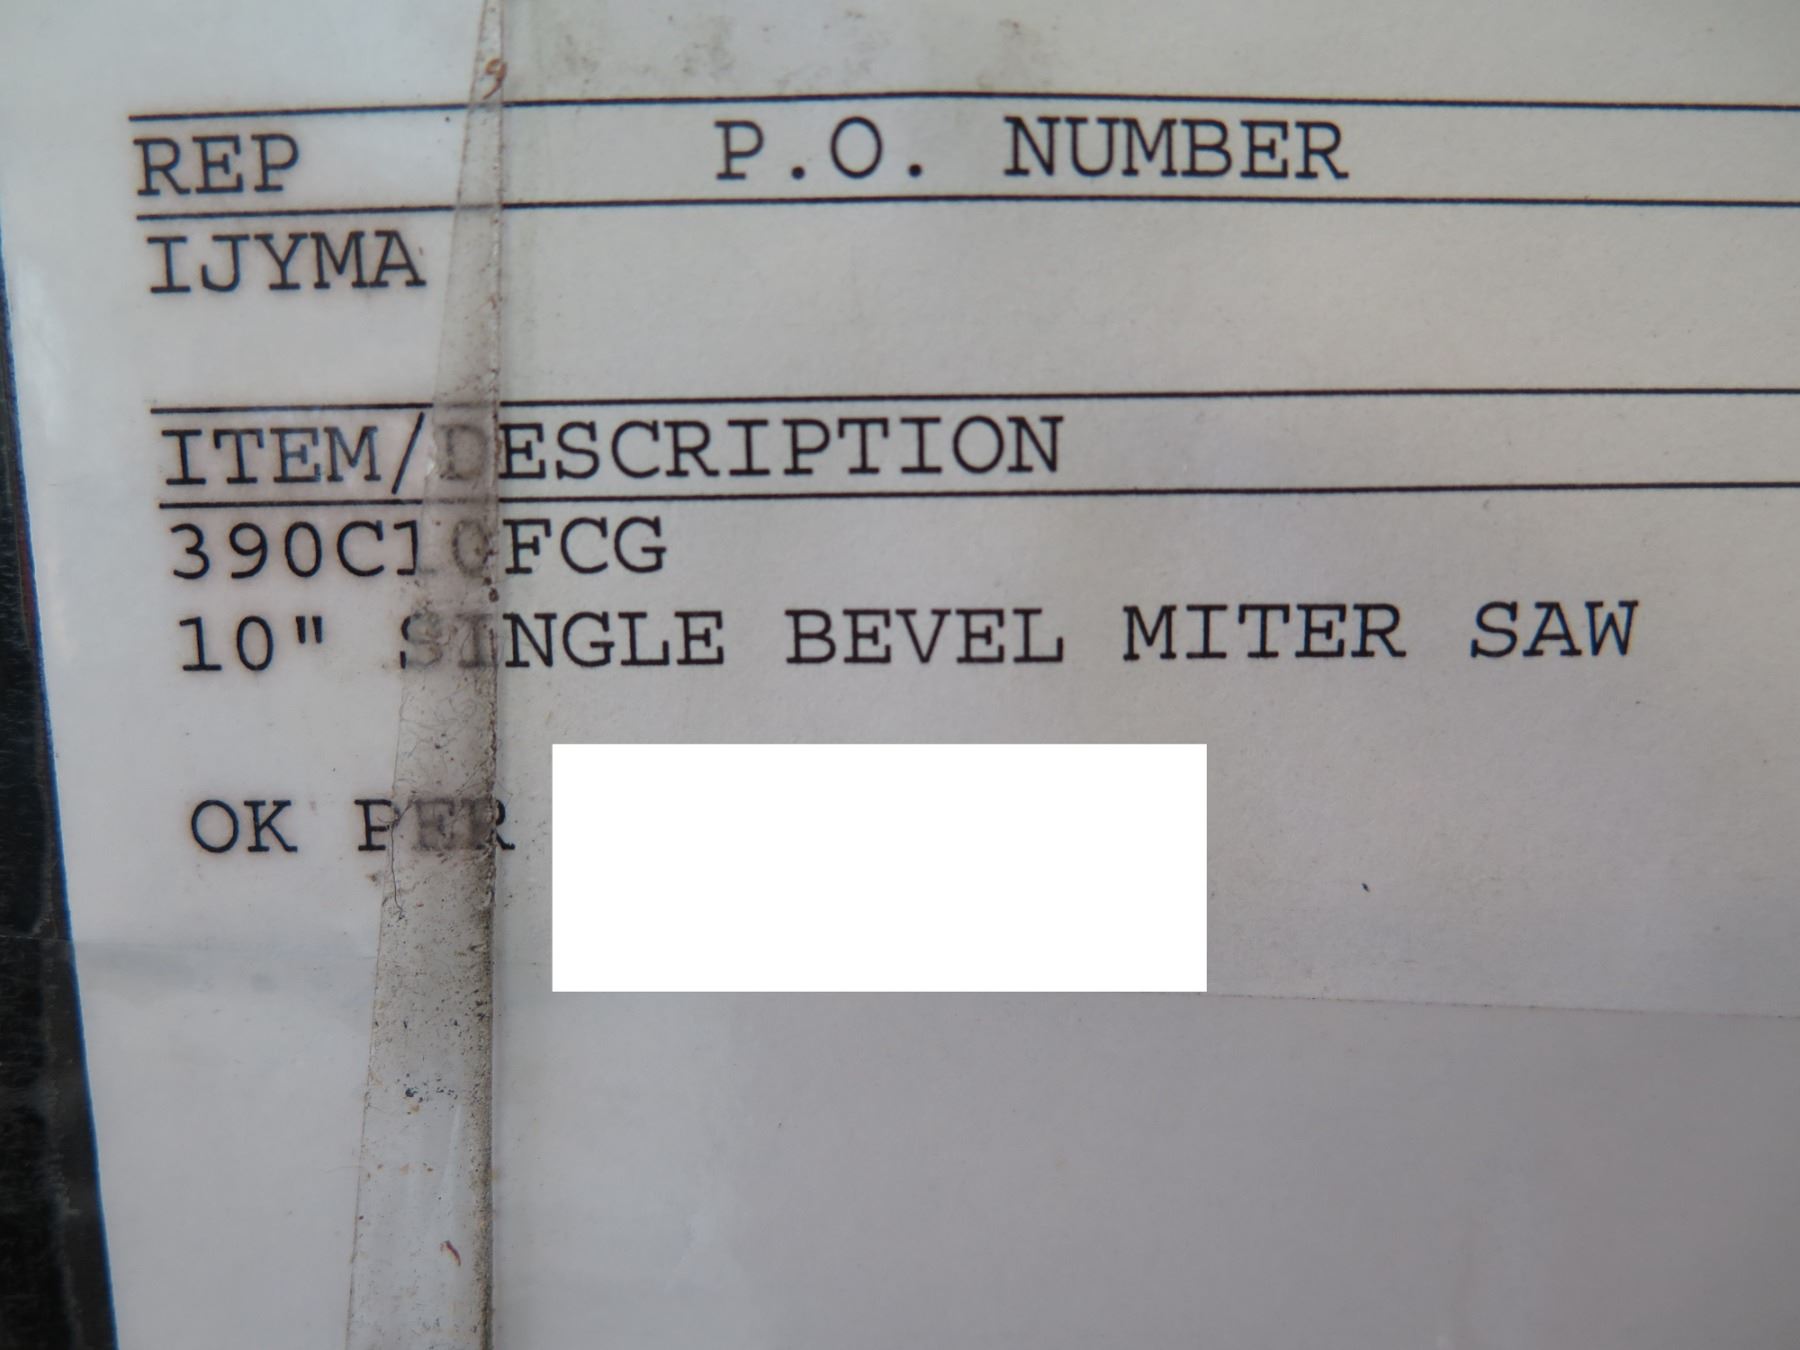 REP P.O. NUMBER
IJYMA
ITEM/DESCRIPTION
390C10FCG
10" SINGLE BEVEL MITER SAW
OK PER